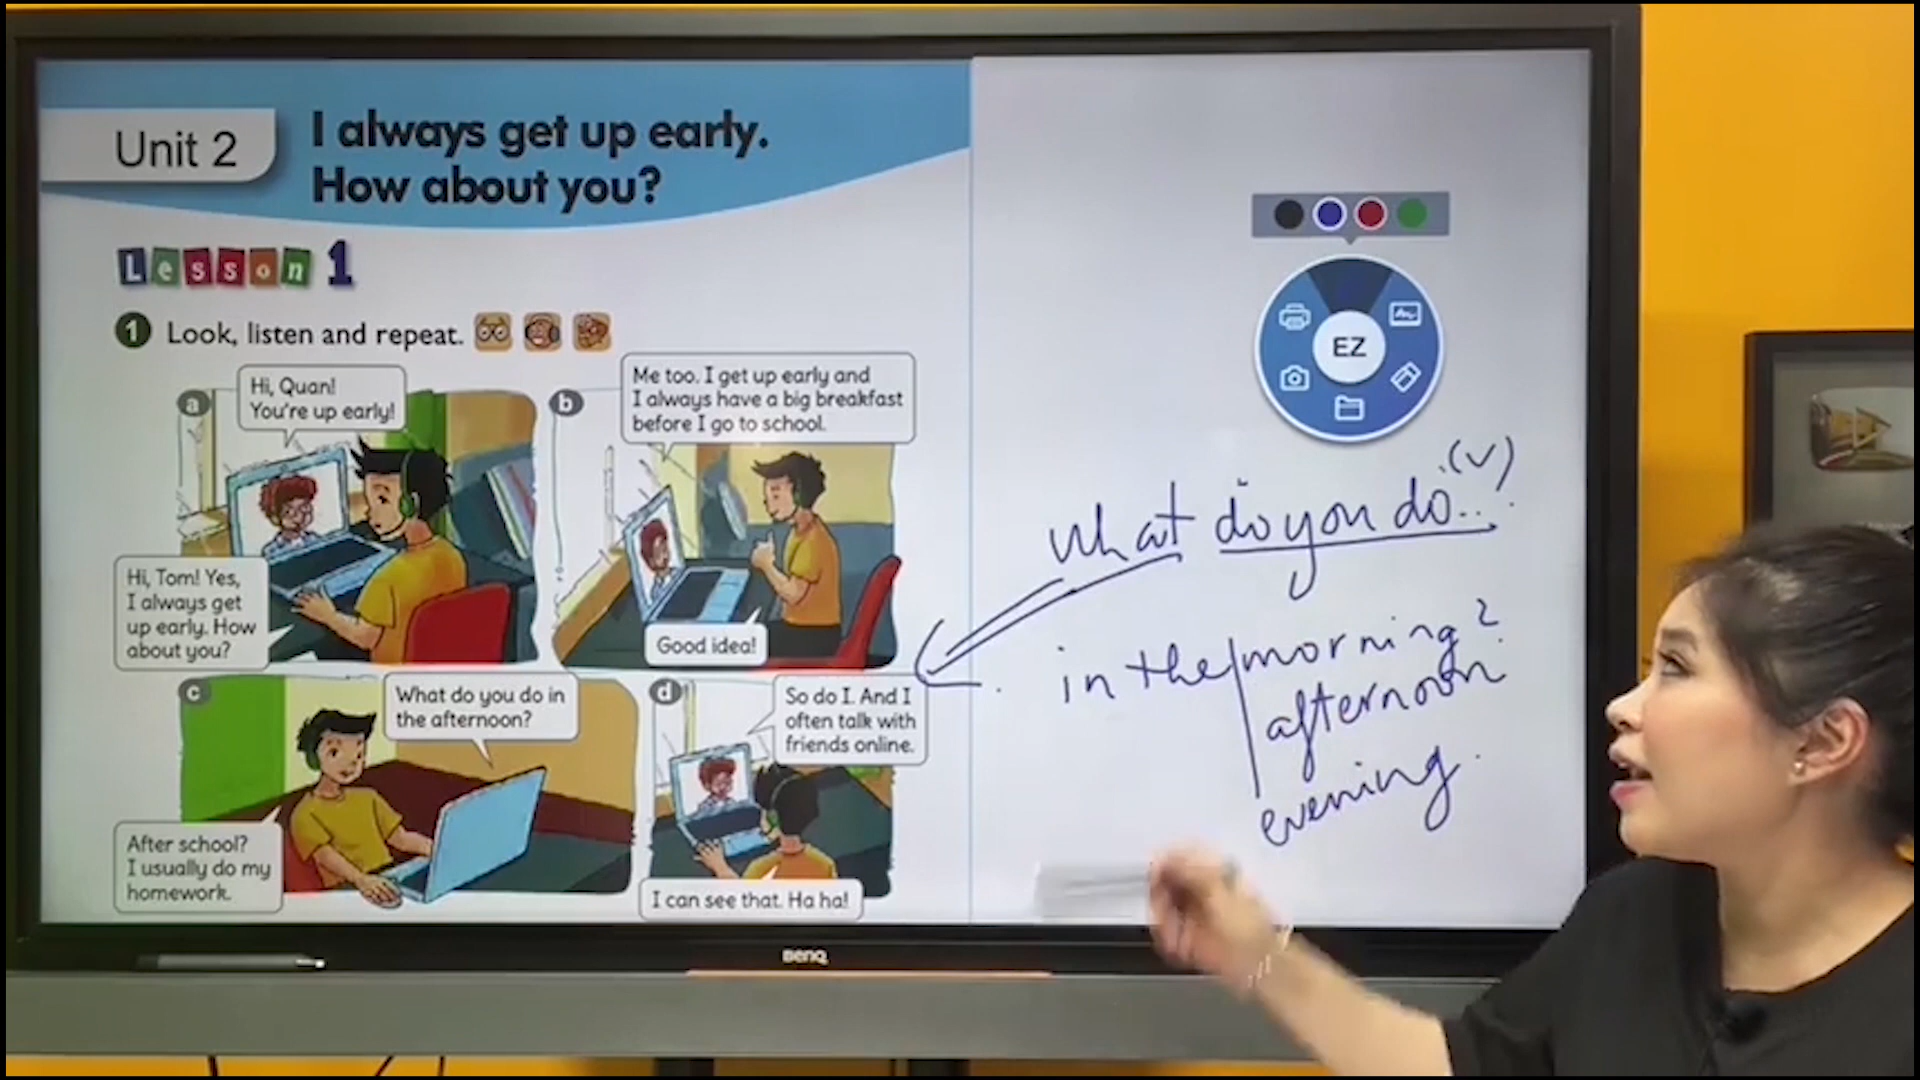 Unit 2
I always get up early.
How about you?
Lesson 1
1 Look, listen and repeat.
a
Hi, Quan!
You're up early!
Hi, Tom! Yes,
I always get
up early. How
about you?
b
Me too. I get up early and
I always have a big breakfast
before I go to school.
Good idea!
c
What do you do in
the afternoon?
After school?
I usually do my
homework.
d
So do I. And I
often talk with
friends online.
I can see that. Ha ha!
EZ
What do you do...?
(v)
in the morning?
afternoon
evening.
BenQ